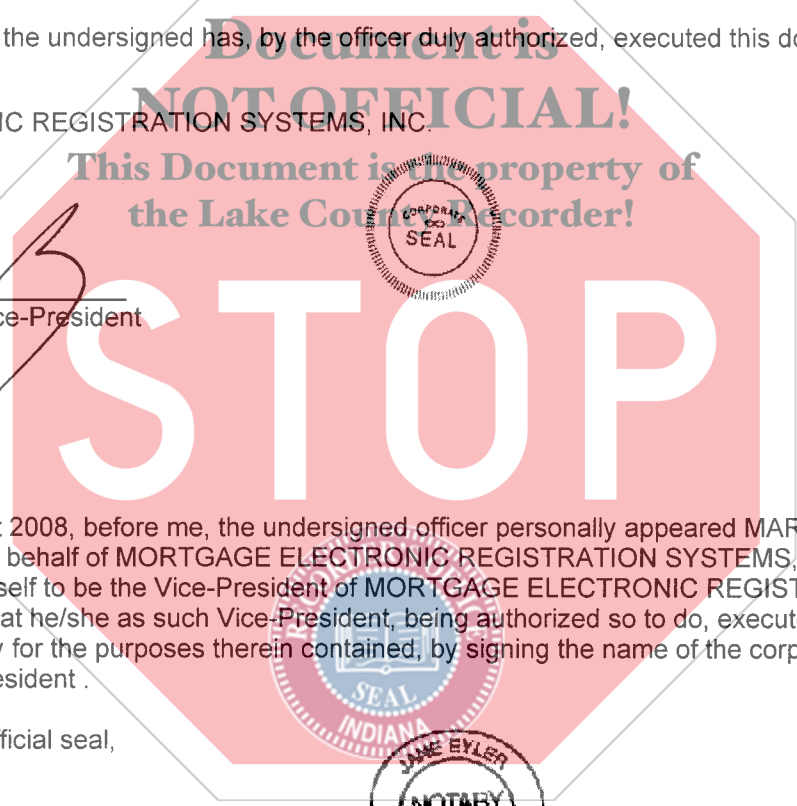 Document is
the undersigned has, by the officer duly authorized, executed this do
NOT OFFICIAL!
IC REGISTRATION SYSTEMS, INC.
This Document is the property of
the Lake County Recorder!
CORPORATE
SEAL
ce-President
STOP
t 2008, before me, the undersigned officer personally appeared MAR
behalf of MORTGAGE ELECTRONIC REGISTRATION SYSTEMS,
self to be the Vice-President of MORTGAGE ELECTRONIC REGIST
at he/she as such Vice-President, being authorized so to do, execut
y for the purposes therein contained, by signing the name of the corp
esident .
SEAL
INDIANA
ficial seal,
JANE EYLER
NOTARY